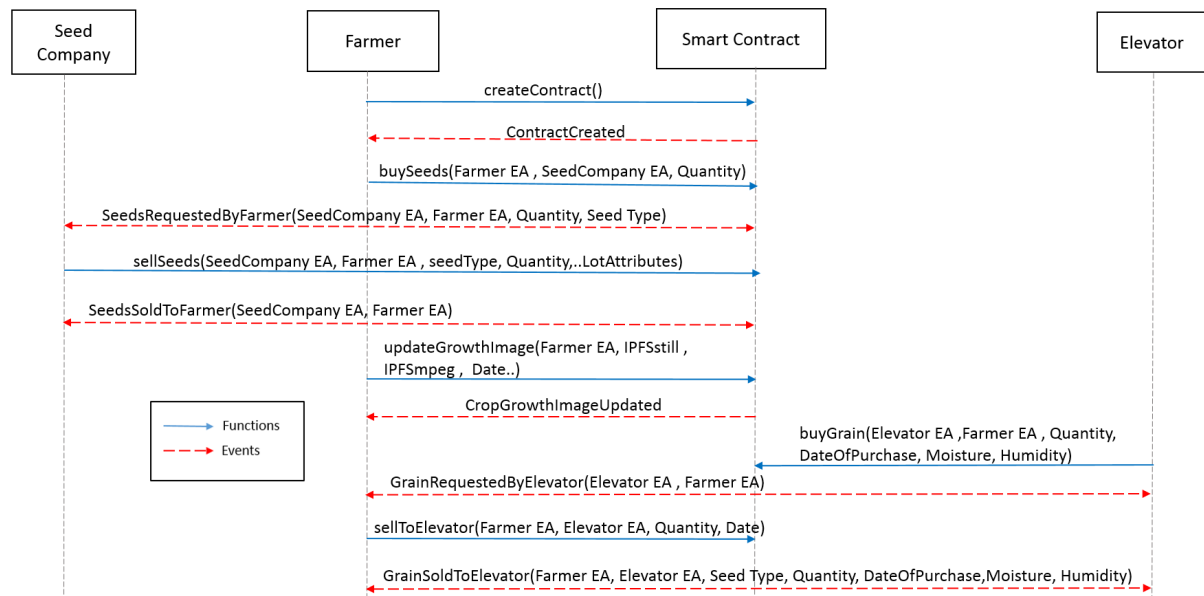 Seed
Company
Farmer
Smart Contract
Elevator
createContract()
ContractCreated
buySeeds(Farmer EA , SeedCompany EA, Quantity)
SeedsRequestedByFarmer(SeedCompany EA, Farmer EA, Quantity, Seed Type)
sellSeeds(SeedCompany EA, Farmer EA , seedType, Quantity,..LotAttributes)
SeedsSoldToFarmer(SeedCompany EA, Farmer EA)
updateGrowthImage(Farmer EA, IPFSstill ,
IPFSmpeg , Date..)
CropGrowthImageUpdated
Functions
Events
buyGrain(Elevator EA ,Farmer EA , Quantity,
DateOfPurchase, Moisture, Humidity)
GrainRequestedByElevator(Elevator EA , Farmer EA)
sellToElevator(Farmer EA, Elevator EA, Quantity, Date)
GrainSoldToElevator(Farmer EA, Elevator EA, Seed Type, Quantity, DateOfPurchase,Moisture, Humidity)